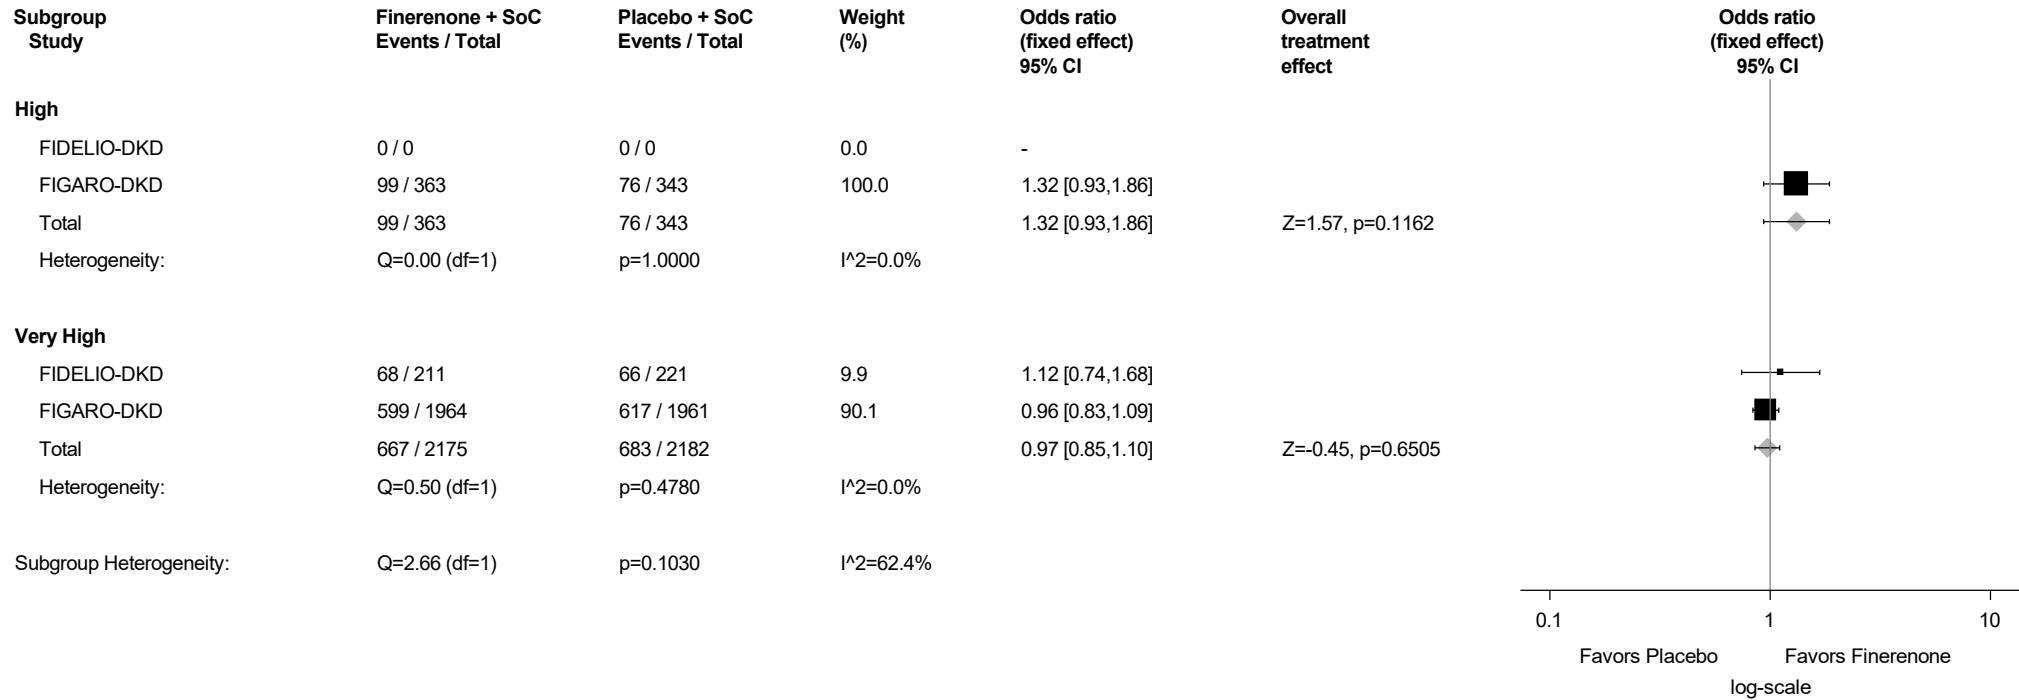 Subgroup Finerenone + SoC Placebo + SoC Weight Odds ratio Overall Odds ratio
Study Events / Total Events / Total (%) (fixed effect) treatment (fixed effect)
95% CI effect 95% CI
High
FIDELIO-DKD 0 / 0 0 / 0 0.0 -
FIGARO-DKD 99 / 363 76 / 343 100.0 1.32 [0.93,1.86]
Total 99 / 363 76 / 343 1.32 [0.93,1.86] Z=1.57, p=0.1162
Heterogeneity: Q=0.00 (df=1) p=1.0000 I^2=0.0%
Very High
FIDELIO-DKD 68 / 211 66 / 221 9.9 1.12 [0.74,1.68]
FIGARO-DKD 599 / 1964 617 / 1961 90.1 0.96 [0.83,1.09]
Total 667 / 2175 683 / 2182 0.97 [0.85,1.10] Z=-0.45, p=0.6505
Heterogeneity: Q=0.50 (df=1) p=0.4780 I^2=0.0%
Subgroup Heterogeneity: Q=2.66 (df=1) p=0.1030 I^2=62.4%
0.1 1 10
Favors Placebo Favors Finerenone
log-scale